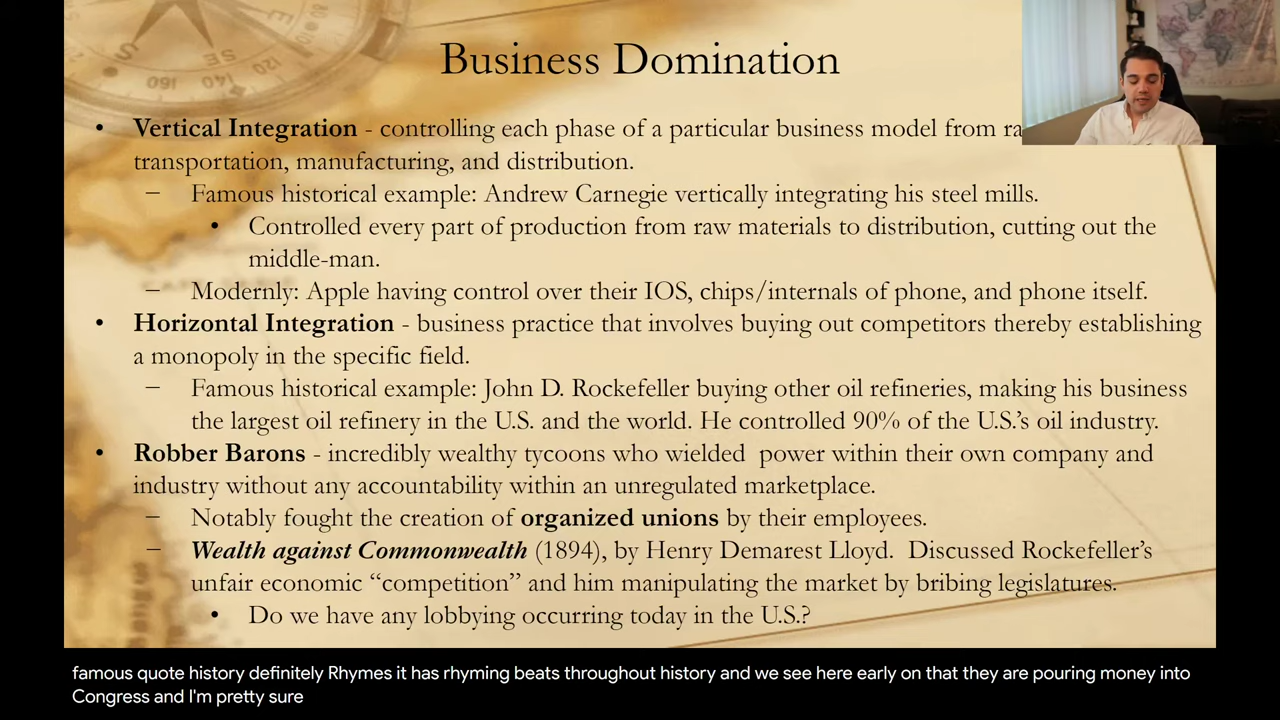 Business Domination
• Vertical Integration - controlling each phase of a particular business model from
transportation, manufacturing, and distribution.
– Famous historical example: Andrew Carnegie vertically integrating his steel mills.
• Controlled every part of production from raw materials to distribution, cutting out the
middle-man.
– Modernly: Apple having control over their IOS, chips/internals of phone, and phone itself.
• Horizontal Integration - business practice that involves buying out competitors thereby establishing
a monopoly in the specific field.
– Famous historical example: John D. Rockefeller buying other oil refineries, making his business
the largest oil refinery in the U.S. and the world. He controlled 90% of the U.S.'s oil industry.
• Robber Barons - incredibly wealthy tycoons who wielded  power within their own company and
industry without any accountability within an unregulated marketplace.
– Notably fought the creation of organized unions by their employees.
– Wealth against Commonwealth (1894), by Henry Demarest Lloyd.  Discussed Rockefeller's
unfair economic “competition” and him manipulating the market by bribing legislatures.
• Do we have any lobbying occurring today in the U.S.?
famous quote history definitely Rhymes it has rhyming beats throughout history and we see here early on that they are pouring money into
Congress and I'm pretty sure
S
SE
160
140
120